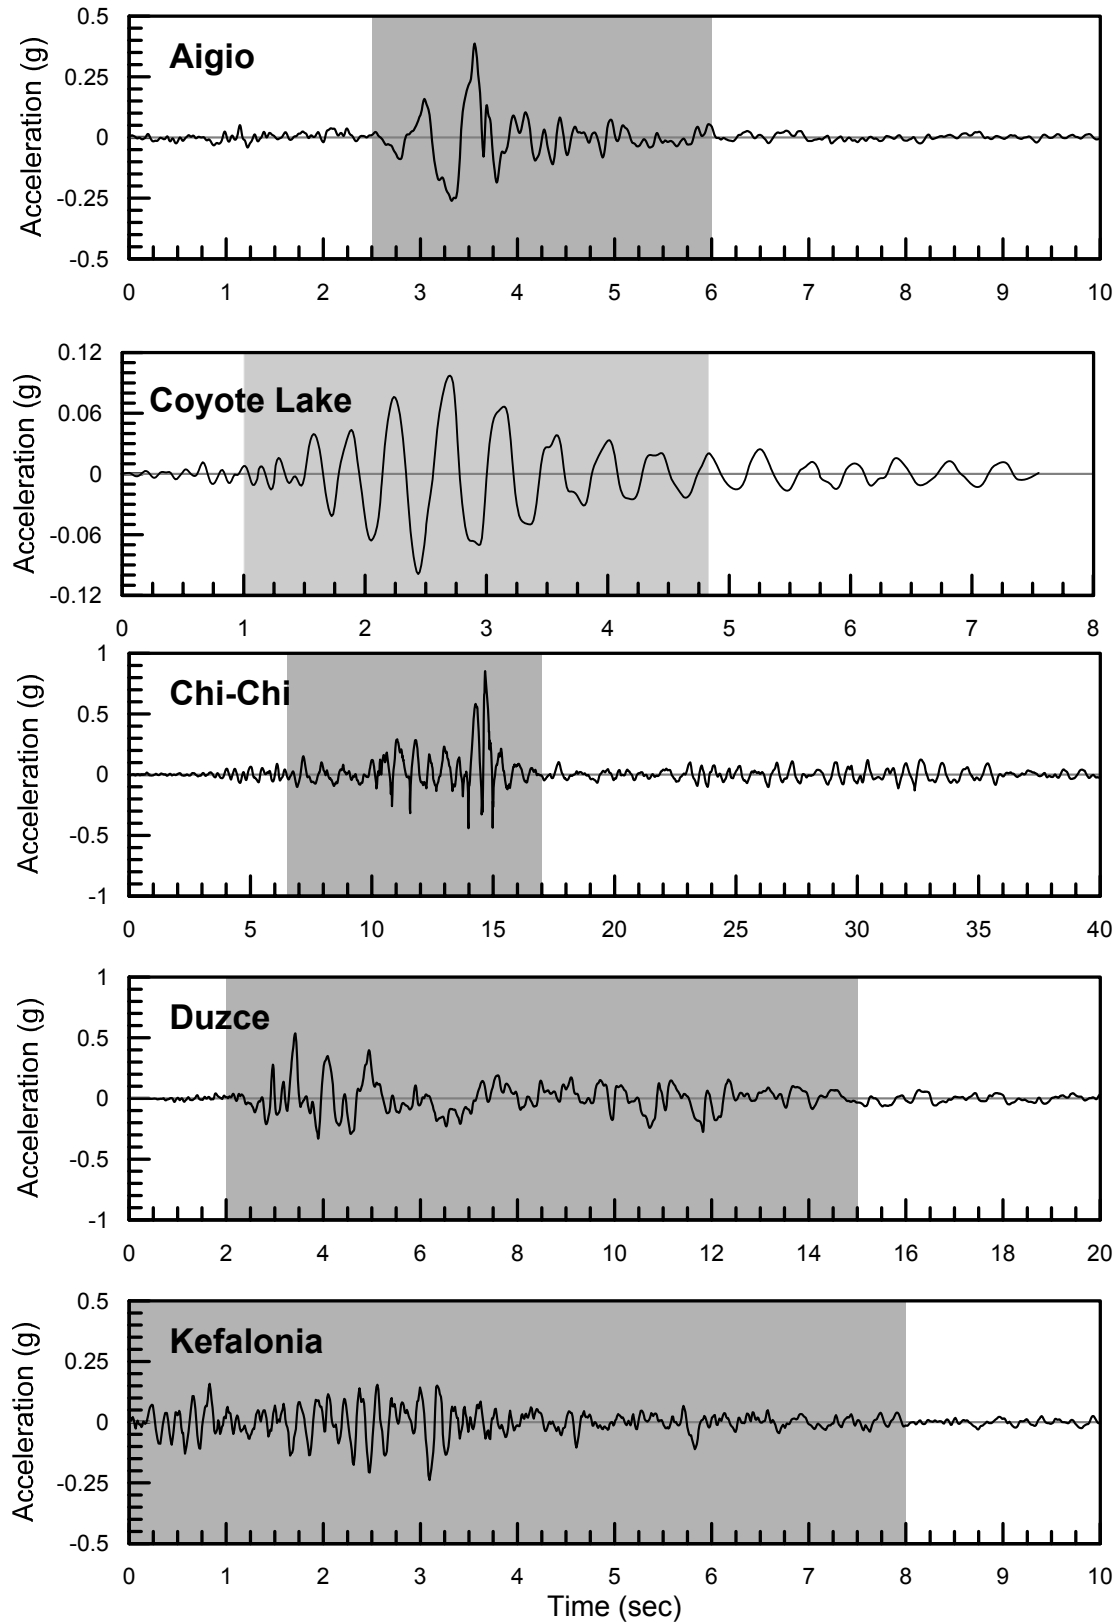 0.5
Aigio
0.25
Acceleration (g)
0
-0.25
-0.5
0 1 2 3 4 5 6 7 8 9 10
0.12
Coyote Lake
0.06
Acceleration (g)
0
-0.06
-0.12
0 1 2 3 4 5 6 7 8
1
Chi-Chi
0.5
Acceleration (g)
0
-0.5
-1
0 5 10 15 20 25 30 35 40
1
Duzce
0.5
Acceleration (g)
0
-0.5
-1
0 2 4 6 8 10 12 14 16 18 20
0.5
Kefalonia
0.25
Acceleration (g)
0
-0.25
-0.5
0 1 2 3 4 5 6 7 8 9 10
Time (sec)